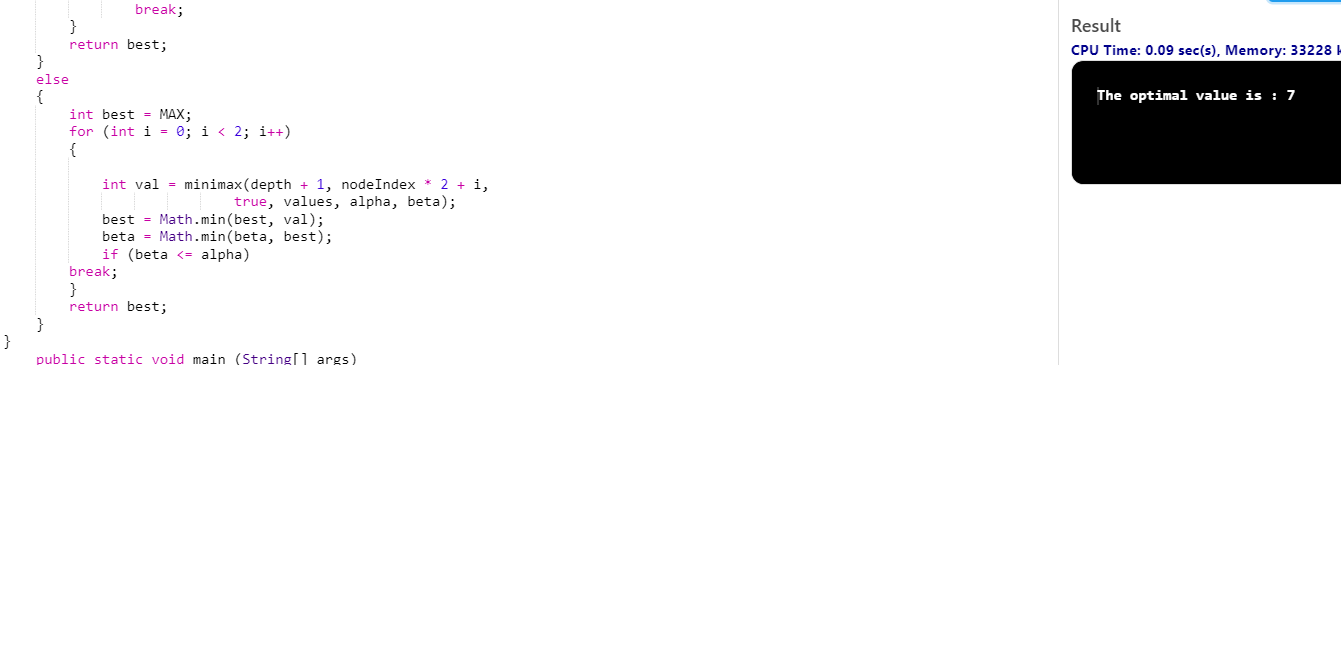 break;
}
return best;
}
else
{
int best = MAX;
for (int i = 0; i < 2; i++)
{
int val = minimax(depth + 1, nodeIndex * 2 + i,
true, values, alpha, beta);
best = Math.min(best, val);
beta = Math.min(beta, best);
if (beta <= alpha)
break;
}
return best;
}
}
public static void main (String[] args)
Result
CPU Time: 0.09 sec(s), Memory: 33228 k
The optimal value is : 7